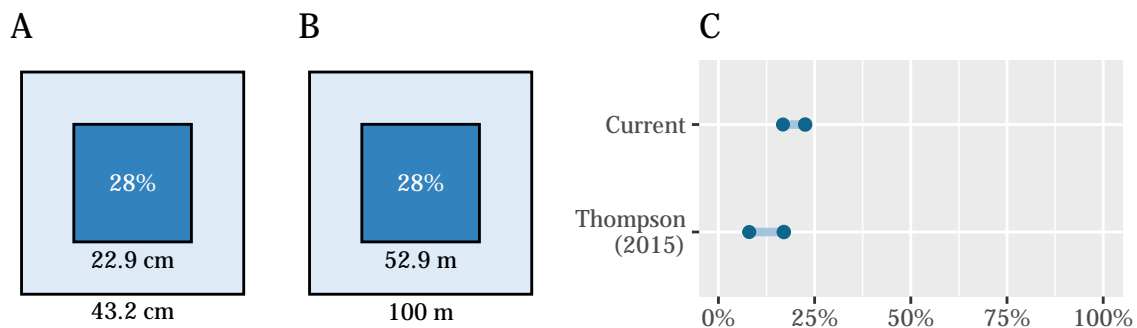 A
28%
22.9 cm
43.2 cm
B
28%
52.9 m
100 m
C
Current
Thompson
(2015)
0% 25% 50% 75% 100%